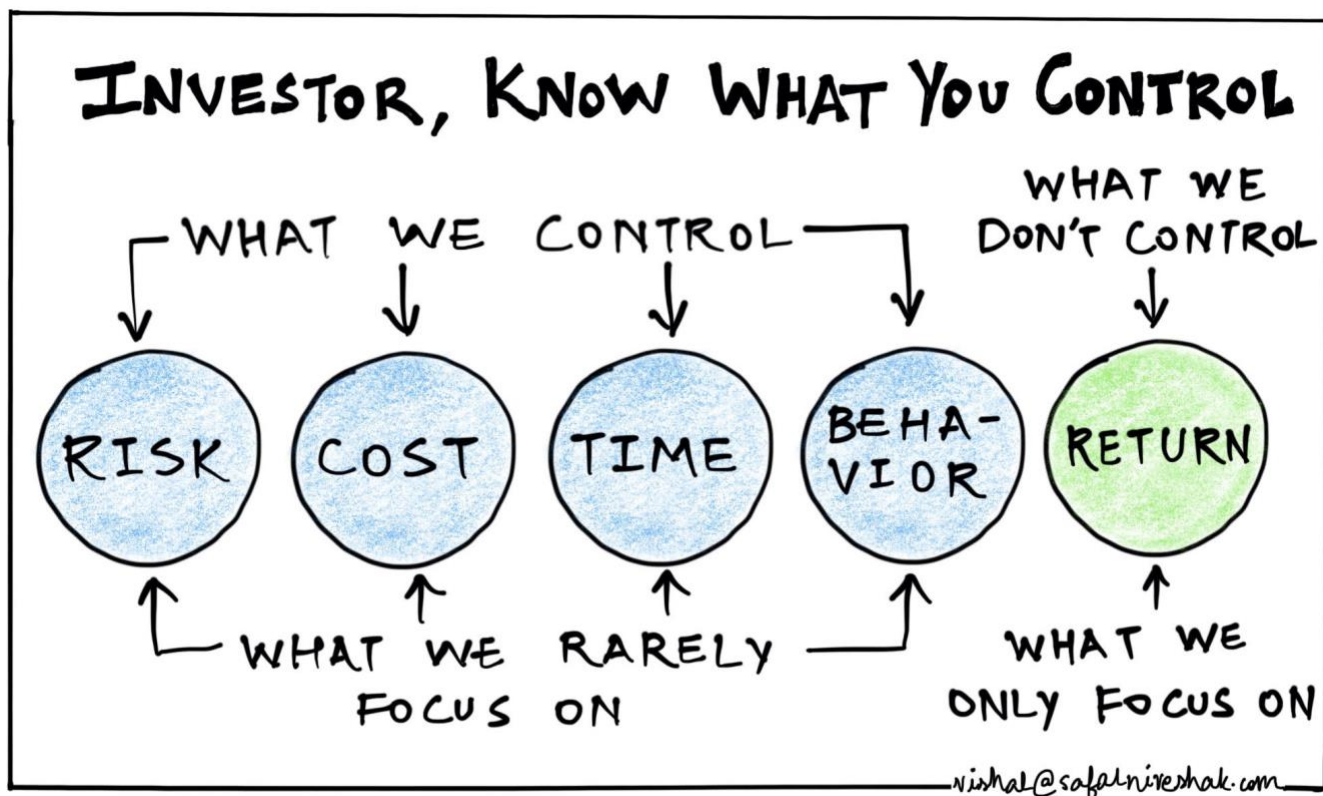 INVESTOR, KNOW WHAT YOU CONTROL
WHAT WE CONTROL
WHAT WE
DON'T CONTROL
RISK
COST
TIME
BEHA-
VIOR
RETURN
WHAT WE RARELY
FOCUS ON
WHAT WE
ONLY FOCUS ON
vishal@safalniveshak.com